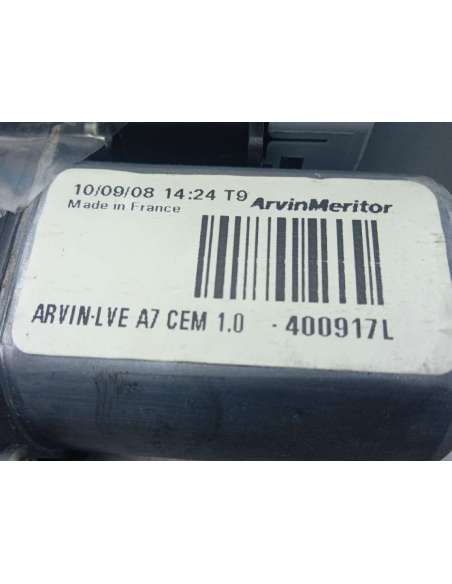 10/09/08 14:24 T9 ArvinMeritor
Made in France
ARVIN-LVE A7 CEM 1.0 - 400917L